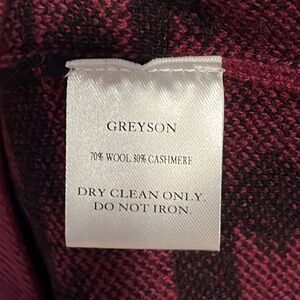 GREYSON
70% WOOL 30% CASHMERE
DRY CLEAN ONLY.
DO NOT IRON.